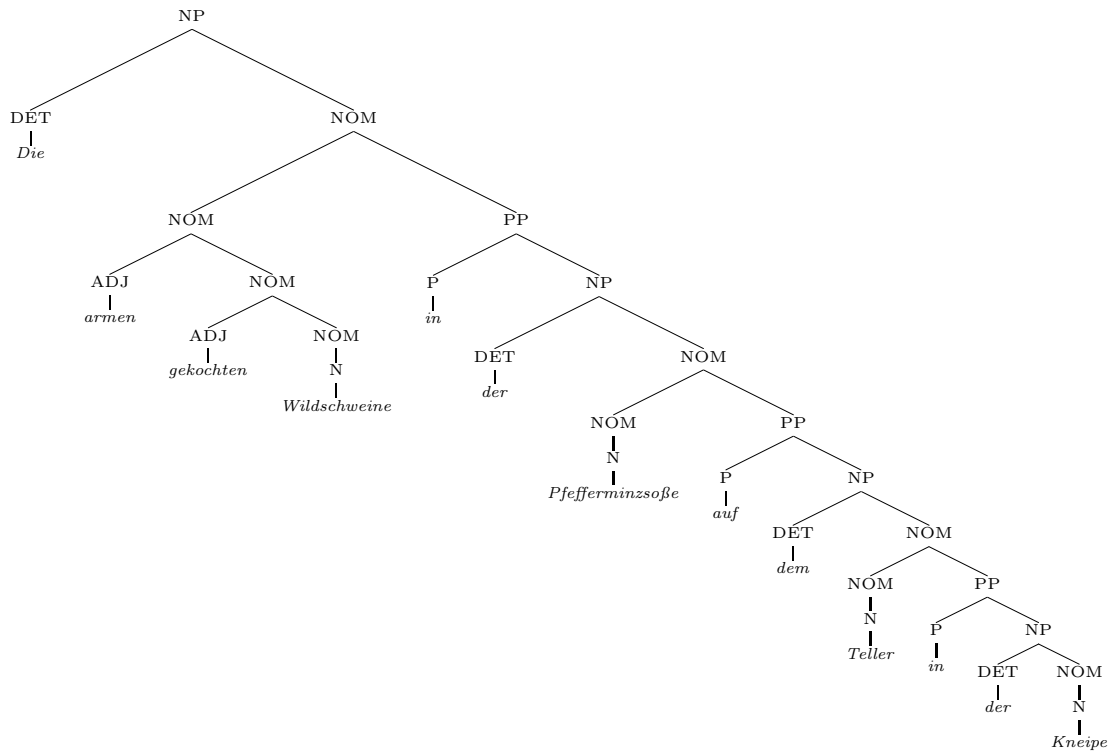 NP
DET NOM
Die
NOM PP
ADJ NOM P NP
armen in
ADJ NOM DET NOM
gekochten N der
Wildschweine
NOM PP
N P NP
Pfefferminzsoße auf
DET NOM
dem
NOM PP
N P NP
Teller in
DET NOM
der N
Kneipe